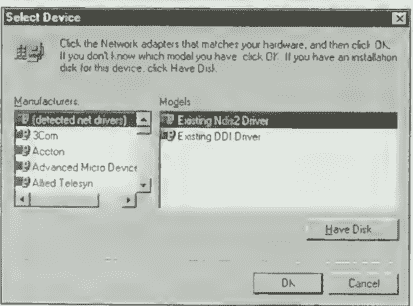 Select Device
Click the Network adapters that matches your hardware, and then click OK.
If you don't know which model you have, click OK. If you have an installation
disk for this device, click Have Disk.
Manufacturers:
Models
(detected net drivers)
3Com
Accton
Advanced Micro Device
Allied Telesyn
Existing Ndis2 Driver
Existing ODI Driver
Have Disk...
OK
Cancel